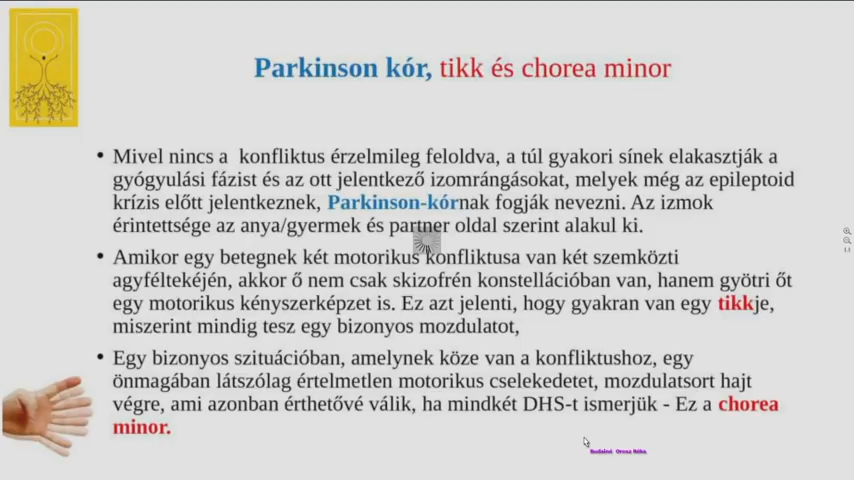 Parkinson kór, tikk és chorea minor
• Mivel nincs a konfliktus érzelmileg feloldva, a túl gyakori sínek elakasztják a
gyógyulási fázist és az ott jelentkező izomrángásokat, melyek még az epileptoid
krízis előtt jelentkeznek, Parkinson-kórnak fogják nevezni. Az izmok
érintettsége az anya/gyermek és partner oldal szerint alakul ki.
• Amikor egy betegnek két motorikus konfliktusa van két szemközti
agyféltekéjén, akkor ő nem csak skizofrén konstellációban van, hanem gyötri őt
egy motorikus kényszerképzet is. Ez azt jelenti, hogy gyakran van egy tikkje,
miszerint mindig tesz egy bizonyos mozdulatot,
• Egy bizonyos szituációban, amelynek köze van a konfliktushoz, egy
önmagában látszólag értelmetlen motorikus cselekedetet, mozdulatsort hajt
végre, ami azonban érthetővé válik, ha mindkét DHS-t ismerjük - Ez a chorea
minor.